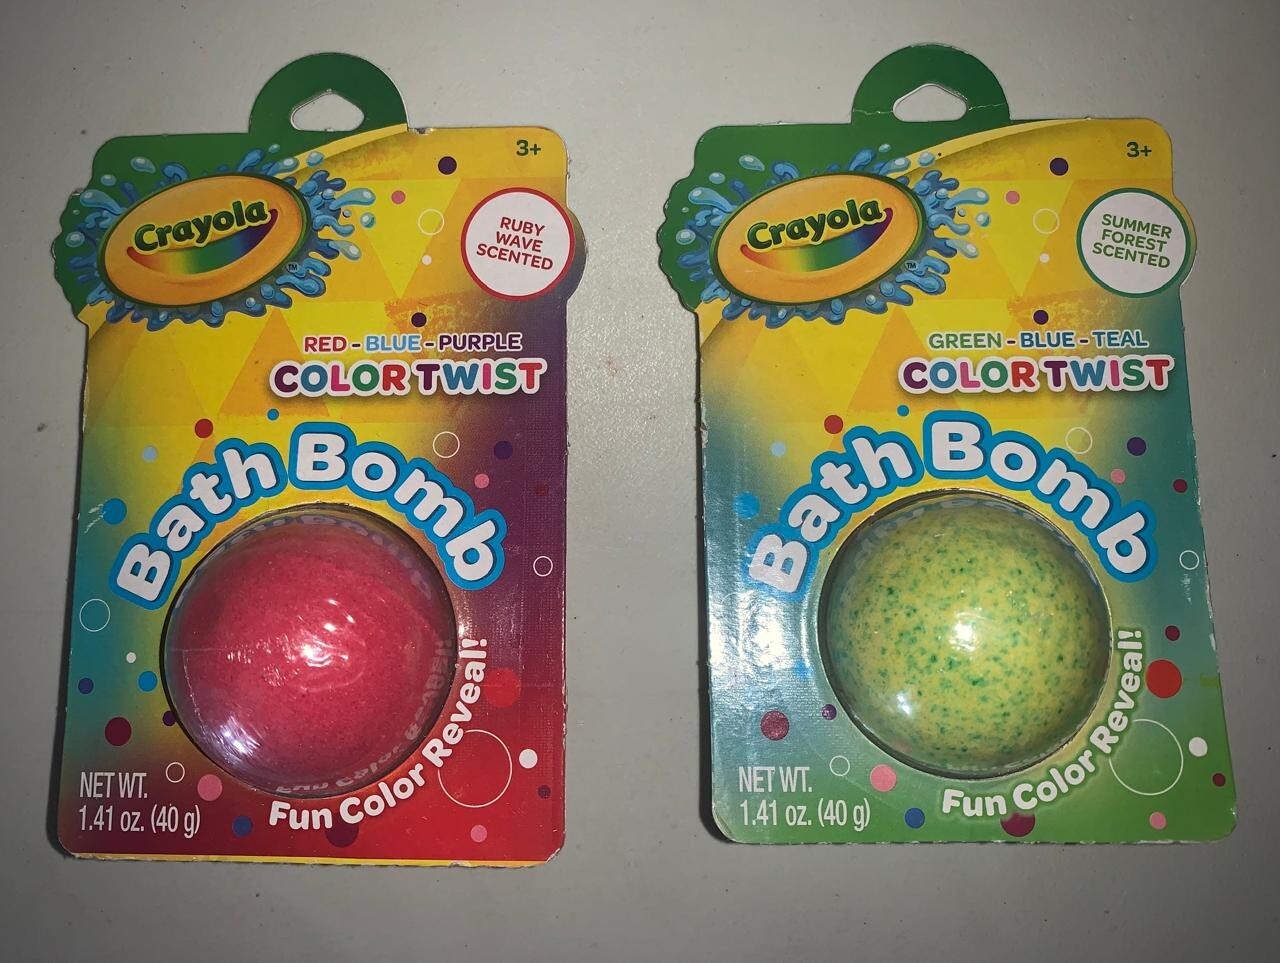 Crayola
TM
3+
RUBY
WAVE
SCENTED
RED - BLUE - PURPLE
COLOR TWIST
Bath Bomb
Fun Color Reveal!
NET WT.
1.41 oz. (40 g)
Crayola
TM
3+
SUMMER
FOREST
SCENTED
GREEN - BLUE - TEAL
COLOR TWIST
Bath Bomb
Fun Color Reveal!
NET WT.
1.41 oz. (40 g)